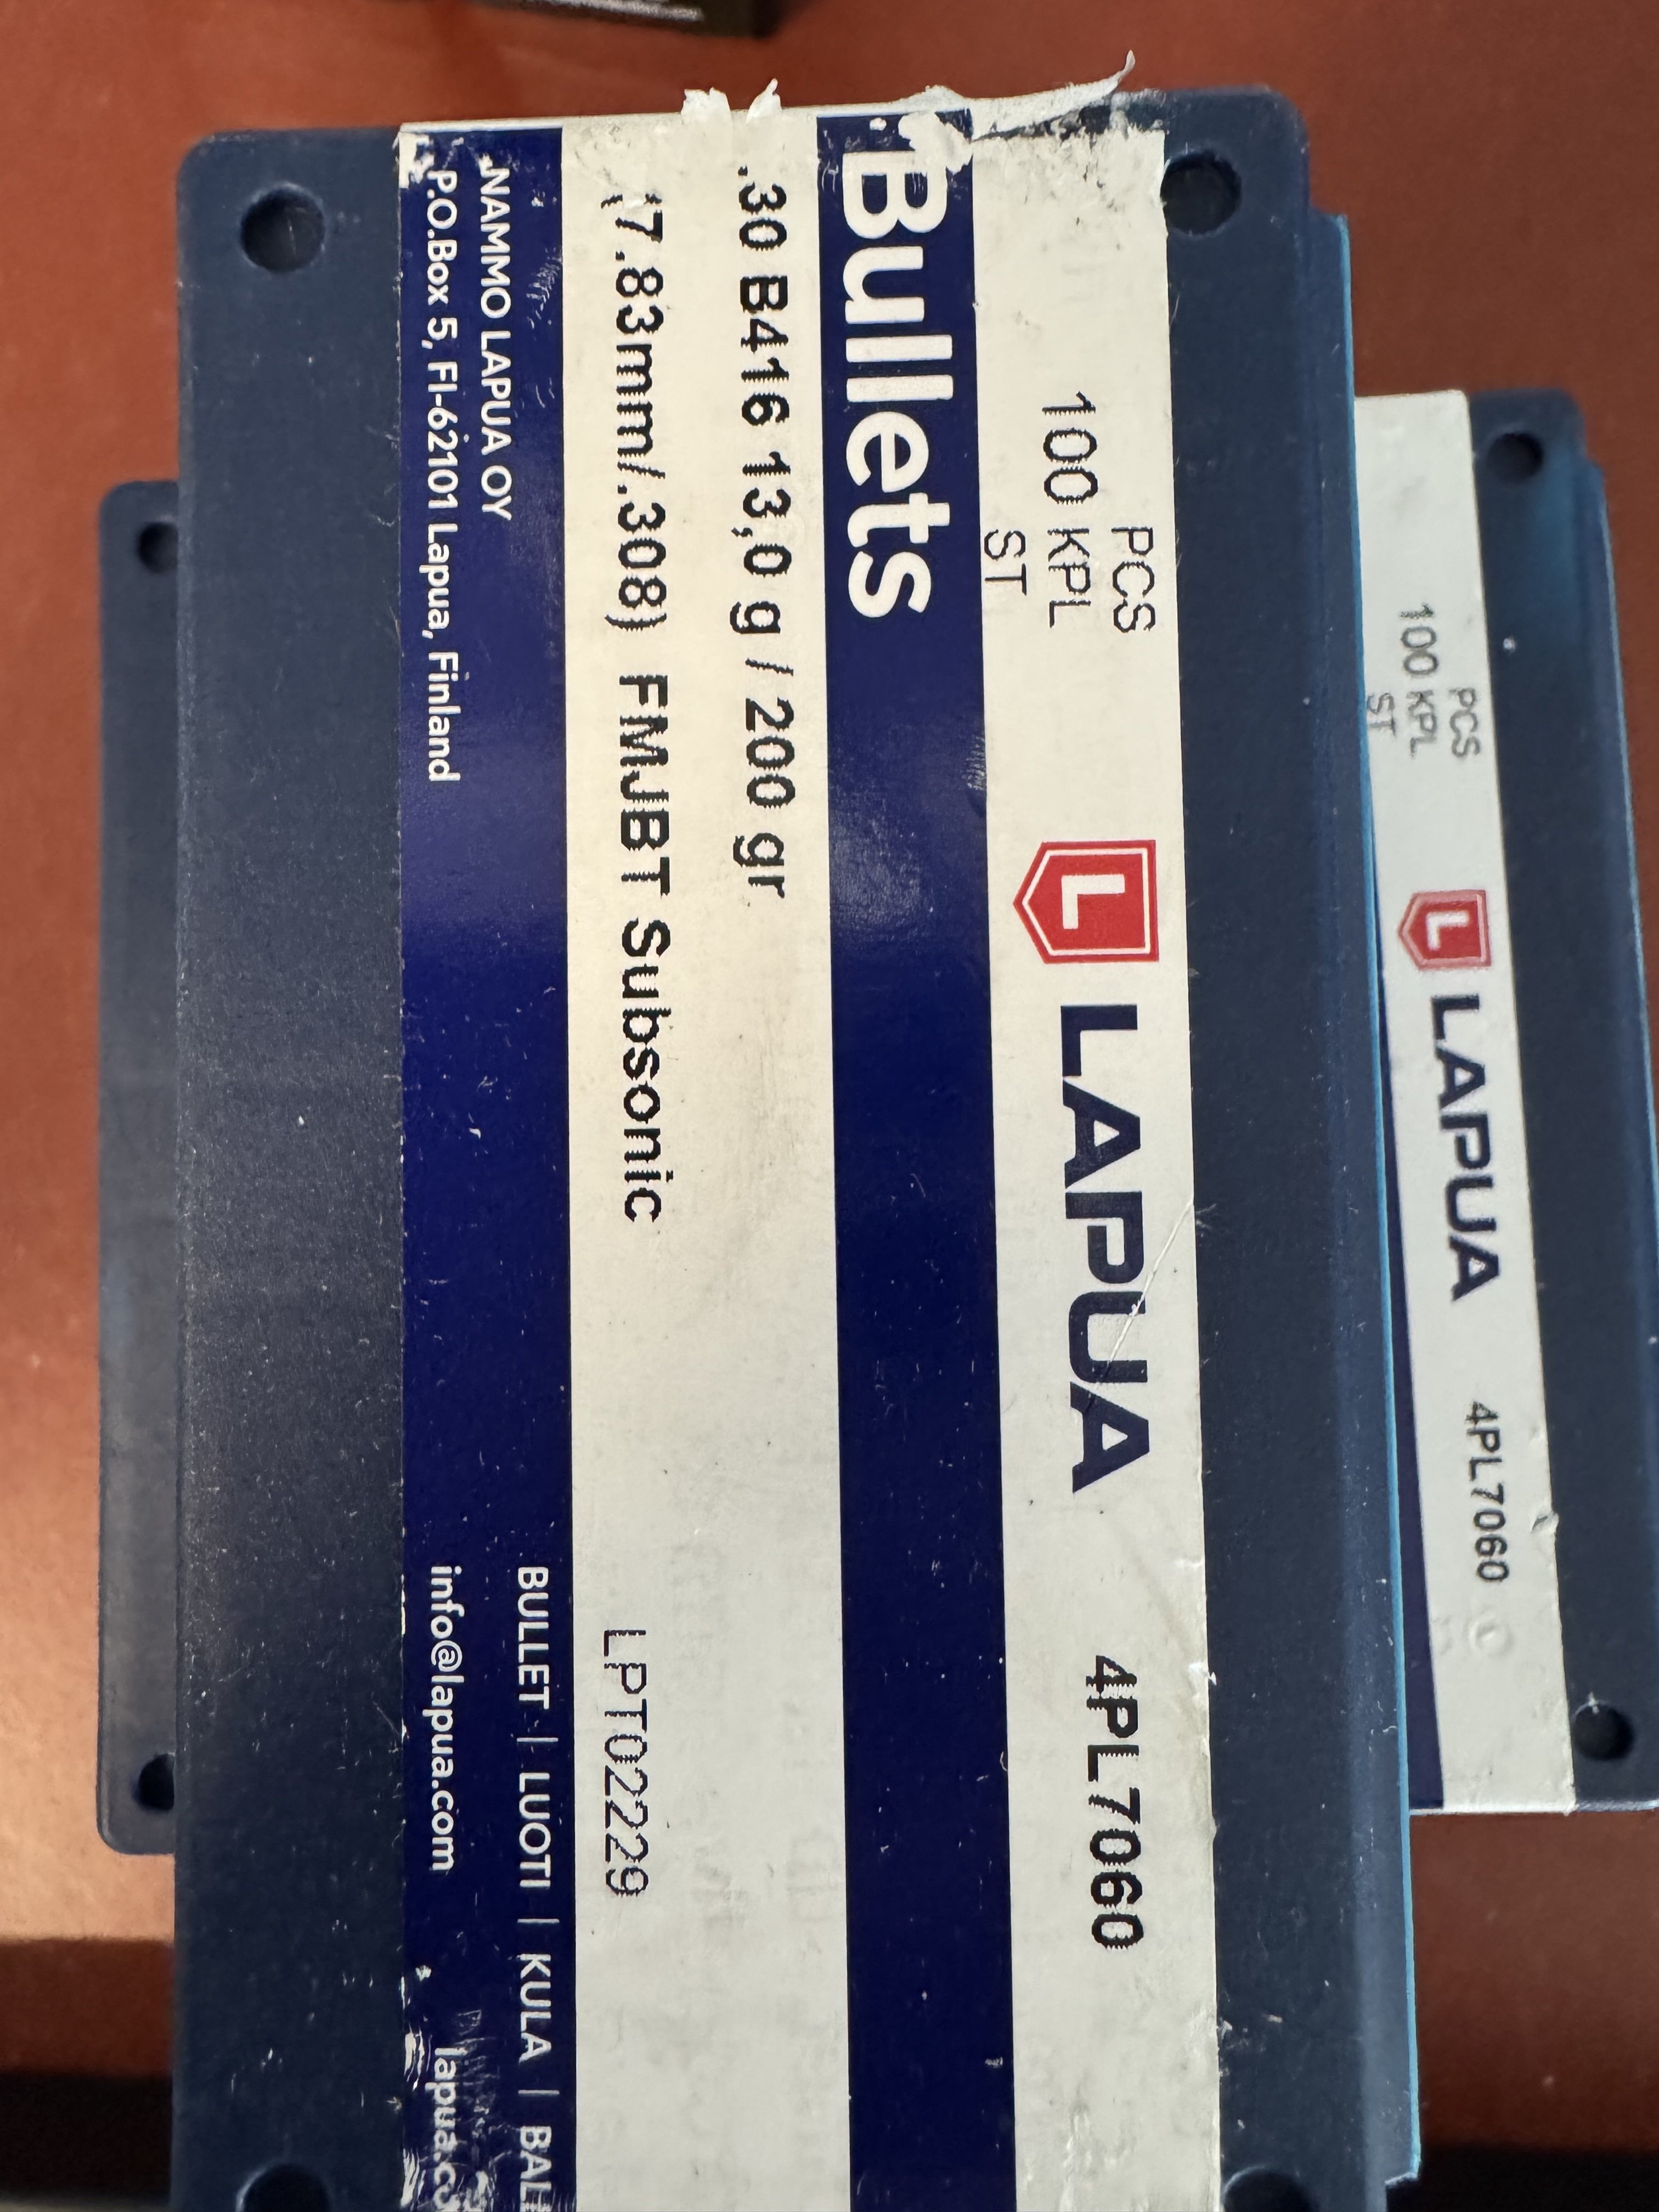 PCS
100 KPL
ST
LAPUA
4PL7060
Bullets
.30 B416 13,0 g / 200 gr
(7.83mm/.308) FMJBT Subsonic
LPT02229
BULLET | LUOTI | KULA |
NAMMO LAPUA OY
P.O.Box 5, FI-62101 Lapua, Finland
info@lapua.com
PCS
100 KPL
ST
LAPUA
4PL7060